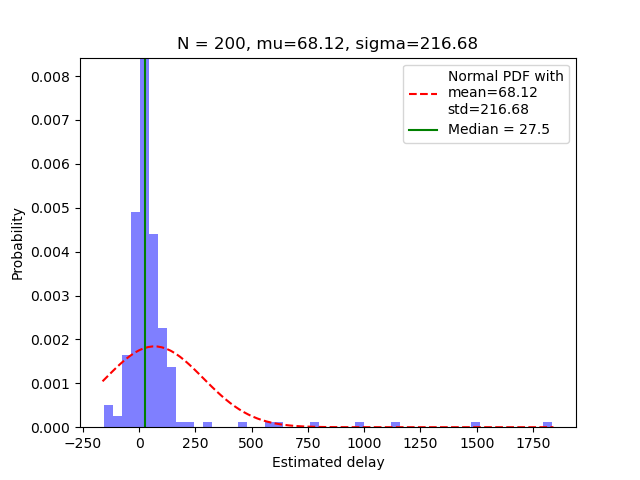 N = 200, mu=68.12, sigma=216.68
Normal PDF with
mean=68.12
std=216.68
Median = 27.5
Probability
0.008
0.007
0.006
0.005
0.004
0.003
0.002
0.001
0.000
−250
0
250
500
750
1000
1250
1500
1750
Estimated delay